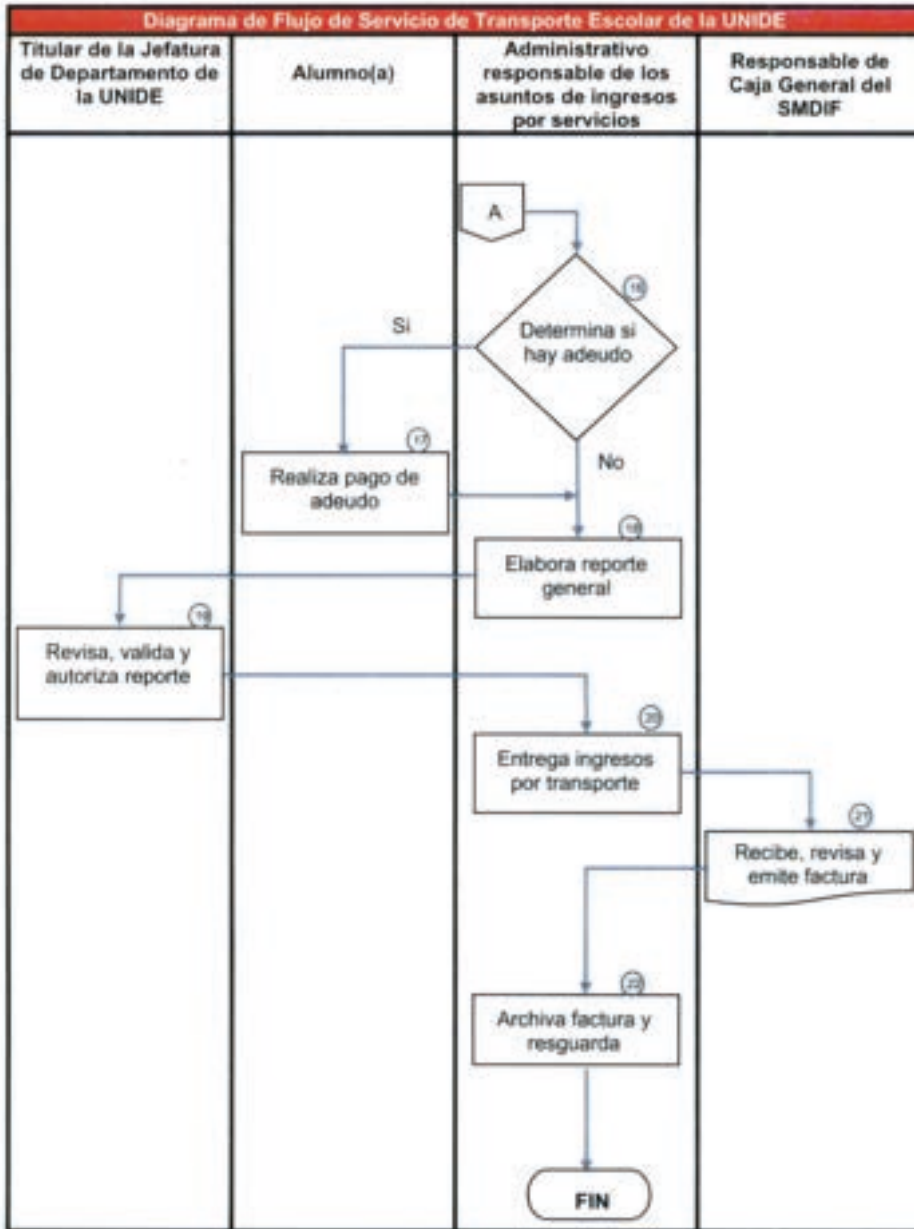 Diagrama de Flujo de Servicio de Transporte Escolar de la UNIDE
Titular de la Jefatura
de Departamento de
la UNIDE
Alumno(a)
Administrativo
responsable de los
asuntos de ingresos
por servicios
Responsable de
Caja General del
SMDIF
A
Determina si
hay adeudo
Si
17
Realiza pago de
adeudo
No
Elabora reporte
general
19
Revisa, valida y
autoriza reporte
20
Entrega ingresos
por transporte
21
Recibe, revisa y
emite factura
22
Archiva factura y
resguarda
FIN